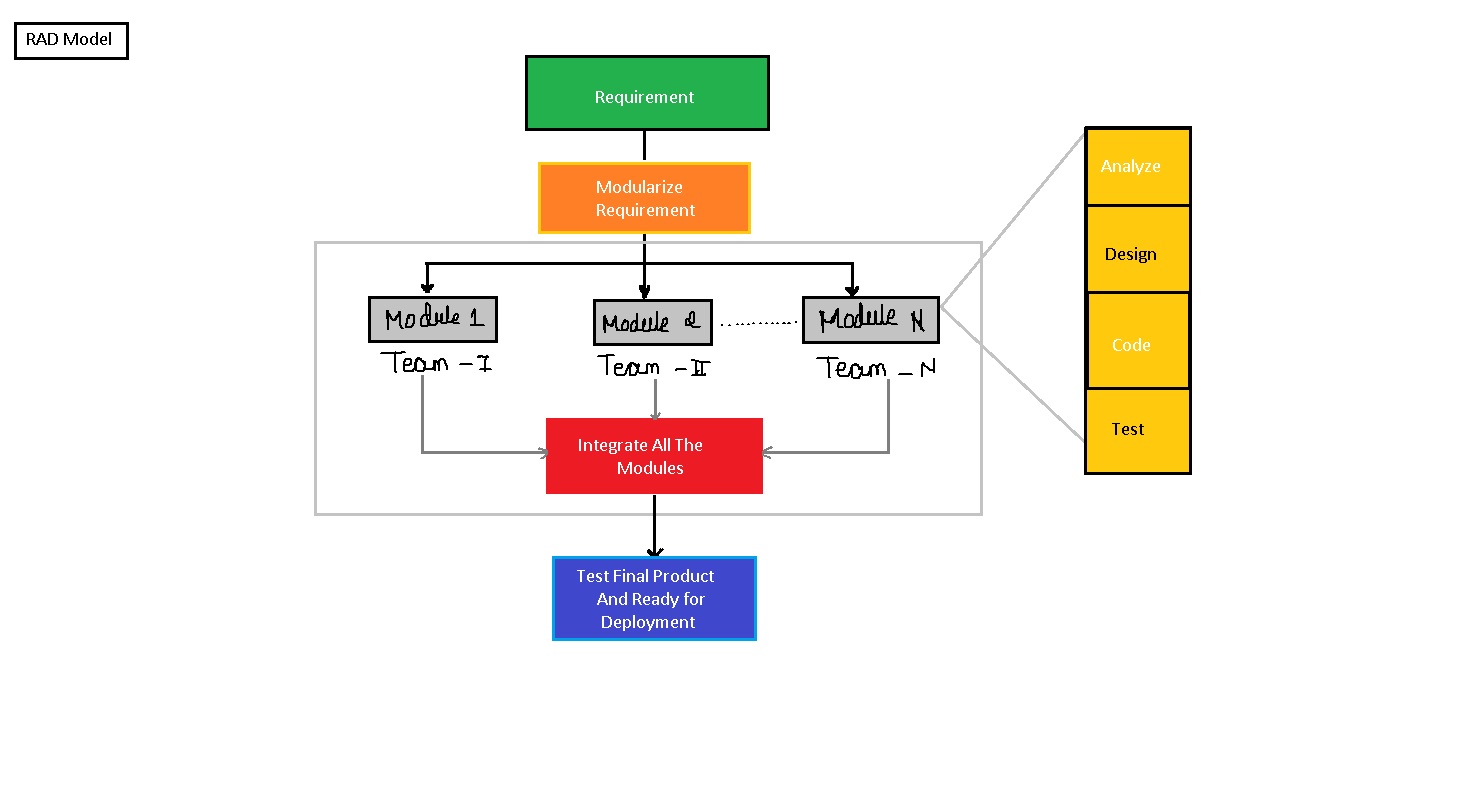 RAD Model
Requirement
Modularize
Requirement
Module 1
Module 2
Module N
Team - I
Team - II
Team - N
Integrate All The
Modules
Test Final Product
And Ready for
Deployment
Analyze
Design
Code
Test